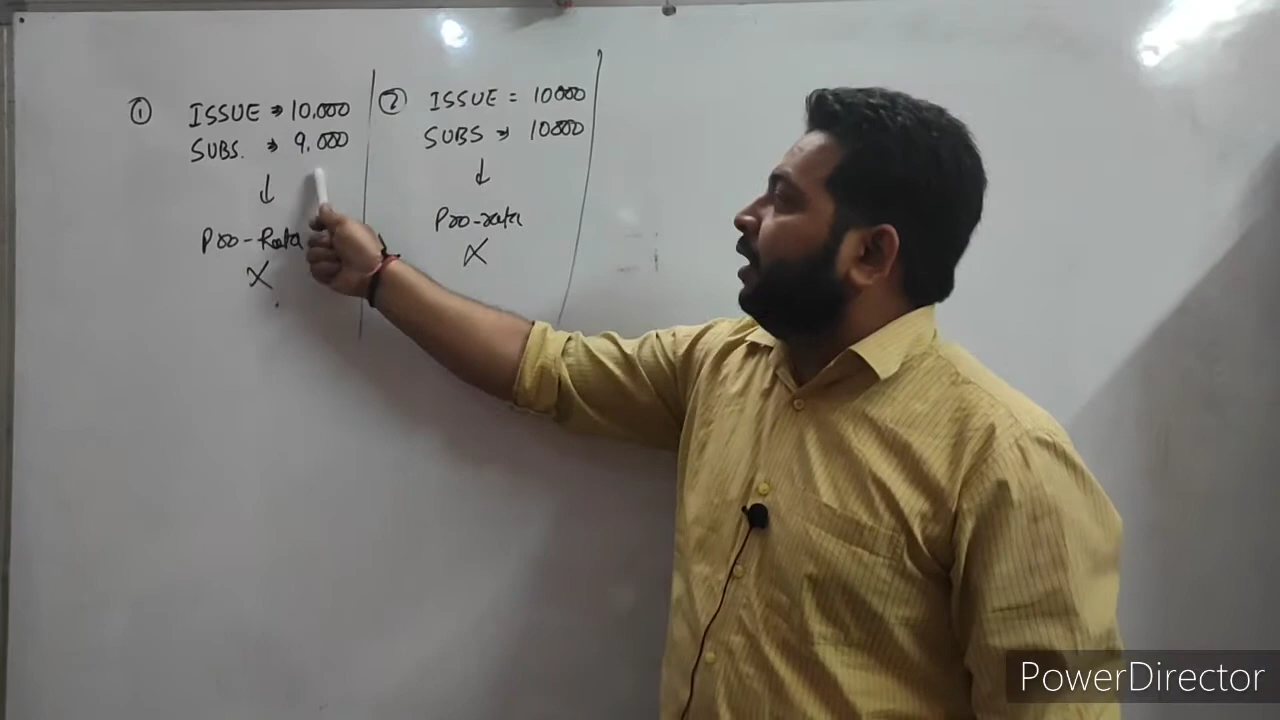 ① ISSUE ⇒ 10,000
SUBS. ⇒ 9,000
↓
Pro-Rata
X
② ISSUE = 10000
SUBS ⇒ 10000
↓
Pro-rata
X
PowerDirector